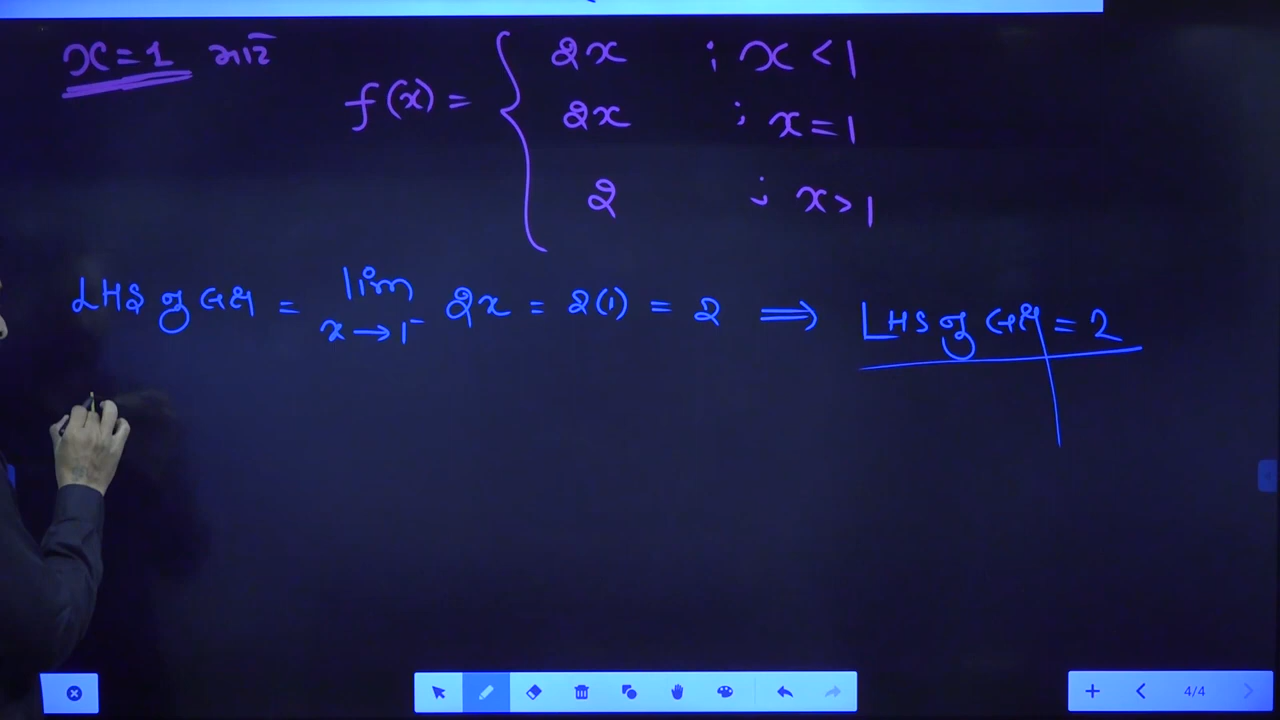 x = 1 માટે
f(x) = { 2x ; x < 1
2x ; x = 1
2 ; x > 1
LHS નું લક્ષ = lim x → 1⁻ 2x = 2(1) = 2 ⟹ LHS નું લક્ષ = 2
4/4